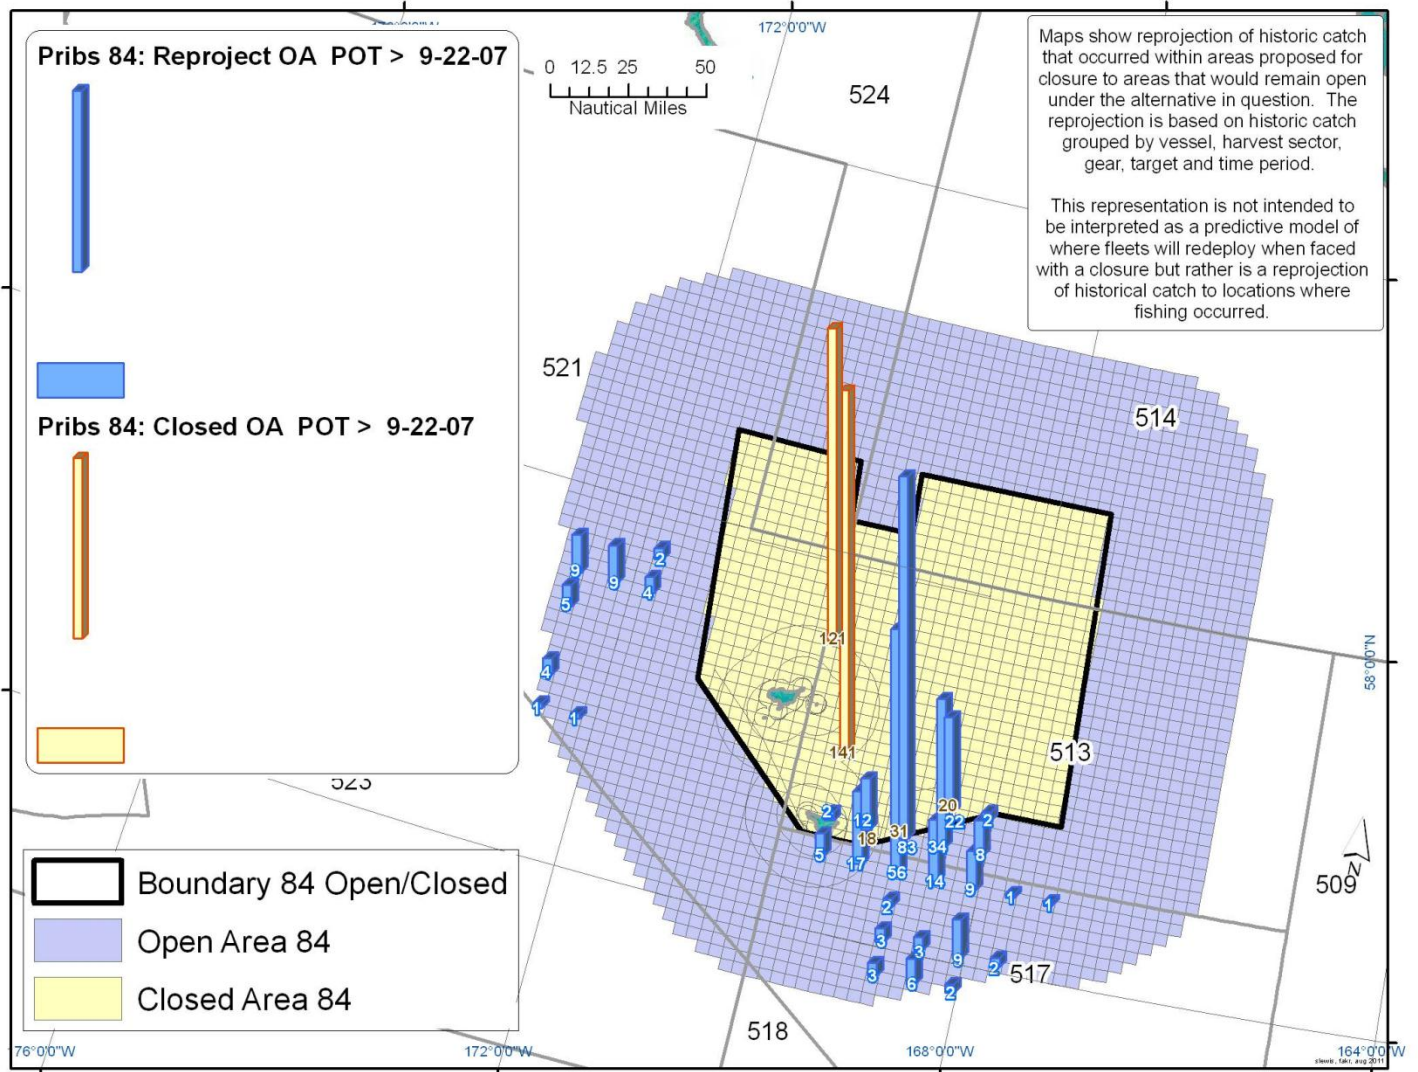 172°0'0"W
Pribs 84: Reproject OA POT > 9-22-07
Pribs 84: Closed OA POT > 9-22-07
0 12.5 25 50
Nautical Miles
Maps show reprojection of historic catch
that occurred within areas proposed for
closure to areas that would remain open
under the alternative in question. The
reprojection is based on historic catch
grouped by vessel, harvest sector,
gear, target and time period.
This representation is not intended to
be interpreted as a predictive model of
where fleets will redeploy when faced
with a closure but rather is a reprojection
of historical catch to locations where
fishing occurred.
524
521
514
2
9
9
4
5
121
58°0'0"N
4
1
1
141
513
523
20
2
12
22
2
31
18
83
34
8
5
17
56
14
9
509
1
1
2
3
3
9
3
6
2
2
517
518
Boundary 84 Open/Closed
Open Area 84
Closed Area 84
76°0'0"W
172°0'0"W
168°0'0"W
164°0'0"W
slewis, fakr, aug 2011
N